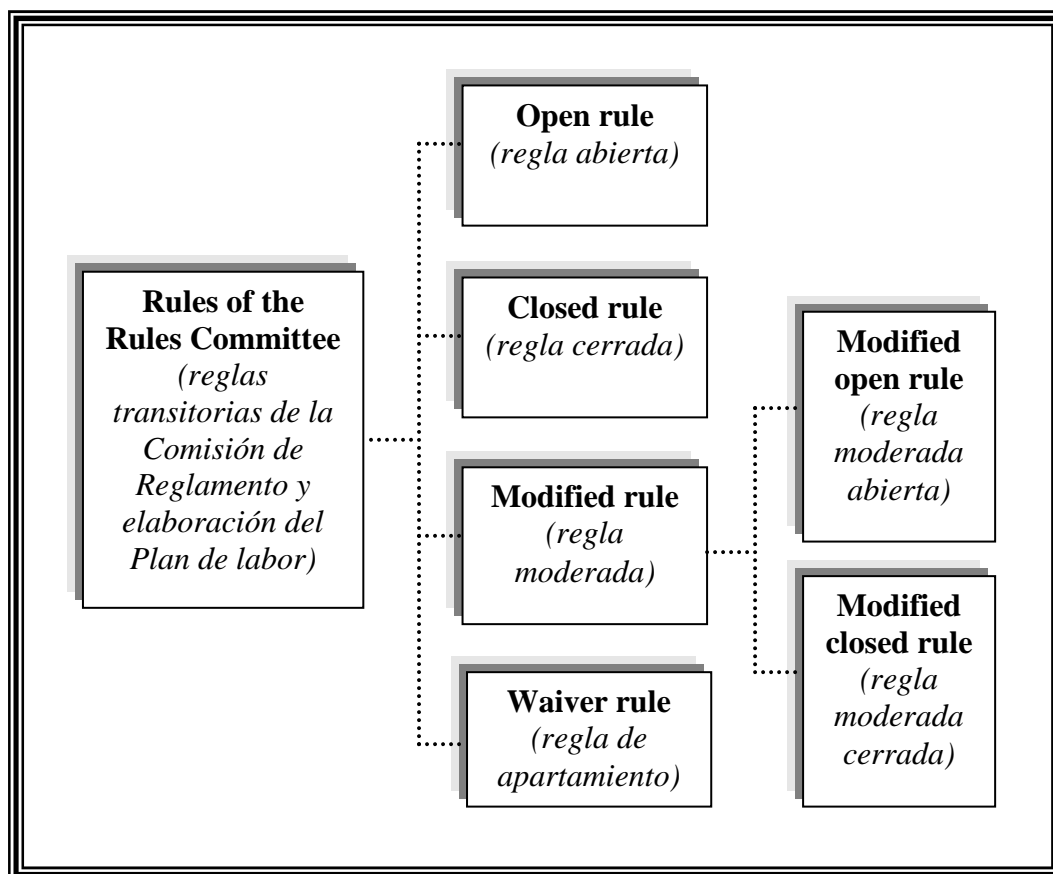 Open rule
(regla abierta)
Rules of the
Rules Committee
(reglas
transitorias de la
Comisión de
Reglamento y
elaboración del
Plan de labor)
Closed rule
(regla cerrada)
Modified rule
(regla
moderada)
Waiver rule
(regla de
apartamiento)
Modified
open rule
(regla
moderada
abierta)
Modified
closed rule
(regla
moderada
cerrada)